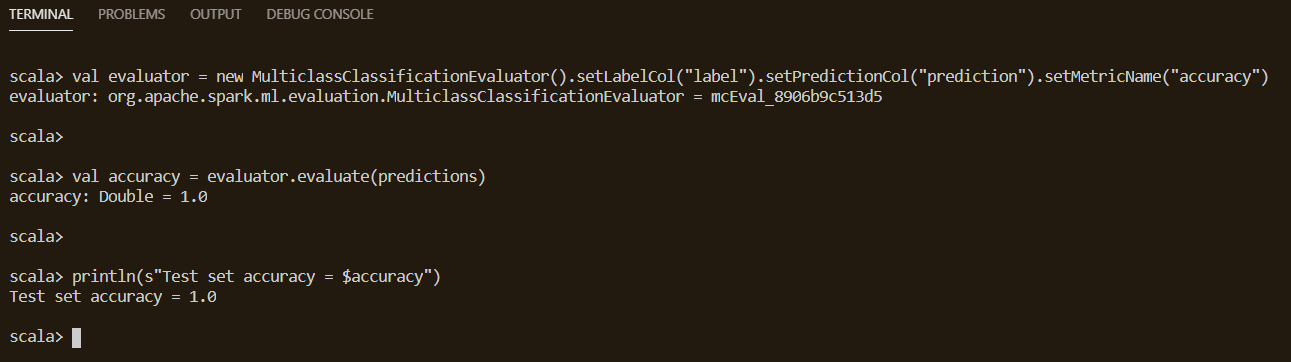 TERMINAL PROBLEMS OUTPUT DEBUG CONSOLE
scala> val evaluator = new MulticlassClassificationEvaluator().setLabelCol("label").setPredictionCol("prediction").setMetricName("accuracy")
evaluator: org.apache.spark.ml.evaluation.MulticlassClassificationEvaluator = mcEval_8906b9c513d5
scala>
scala> val accuracy = evaluator.evaluate(predictions)
accuracy: Double = 1.0
scala>
scala> println(s"Test set accuracy = $accuracy")
Test set accuracy = 1.0
scala>